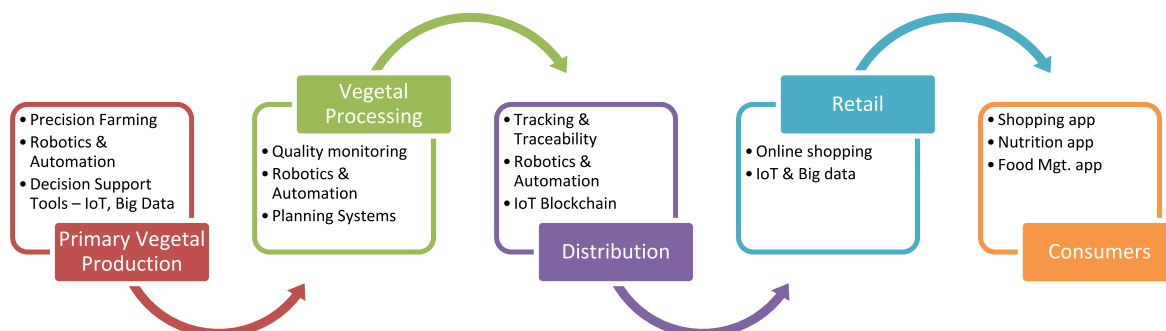 • Precision Farming
• Robotics &
Automation
• Decision Support
Tools – IoT, Big Data
Primary Vegetal
Production
Vegetal
Processing
• Quality monitoring
• Robotics &
Automation
• Planning Systems
• Tracking &
Traceability
• Robotics &
Automation
• IoT Blockchain
Distribution
Retail
• Online shopping
• IoT & Big data
• Shopping app
• Nutrition app
• Food Mgt. app
Consumers